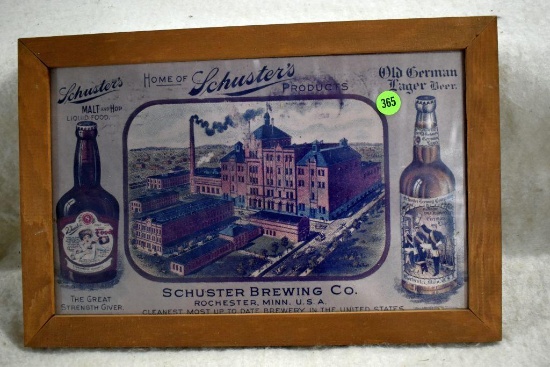 Schuster's
MALT AND HOP
LIQUID FOOD.
HOME OF Schuster's
PRODUCTS
Old German
Lager Beer.
365
THE GREAT
STRENGTH GIVER
SCHUSTER BREWING CO.
ROCHESTER, MINN. U.S.A.
CLEANEST MOST UP TO DATE BREWERY IN THE UNITED STATES